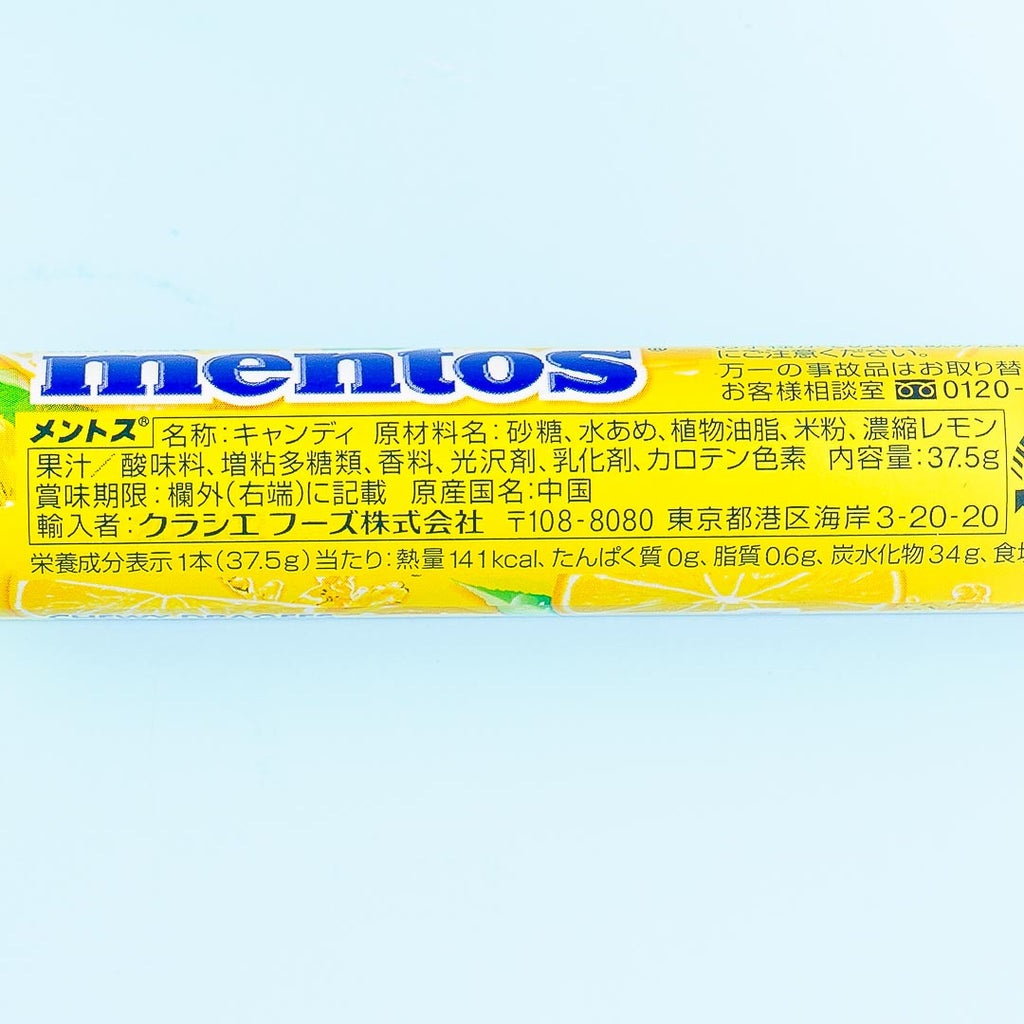 mentos®
にご注意ください。
万一の事故品はお取り替
お客様相談室 0120-
メントス® 名称：キャンディ 原材料名：砂糖、水あめ、植物油脂、米粉、濃縮レモン
果汁／酸味料、増粘多糖類、香料、光沢剤、乳化剤、カロテン色素 内容量：37.5g
賞味期限：欄外(右端)に記載 原産国名：中国
輸入者：クラシエフーズ株式会社 〒108-8080 東京都港区海岸3-20-20
栄養成分表示1本(37.5g)当たり：熱量141kcal、たんぱく質0g、脂質0.6g、炭水化物34g、食塩